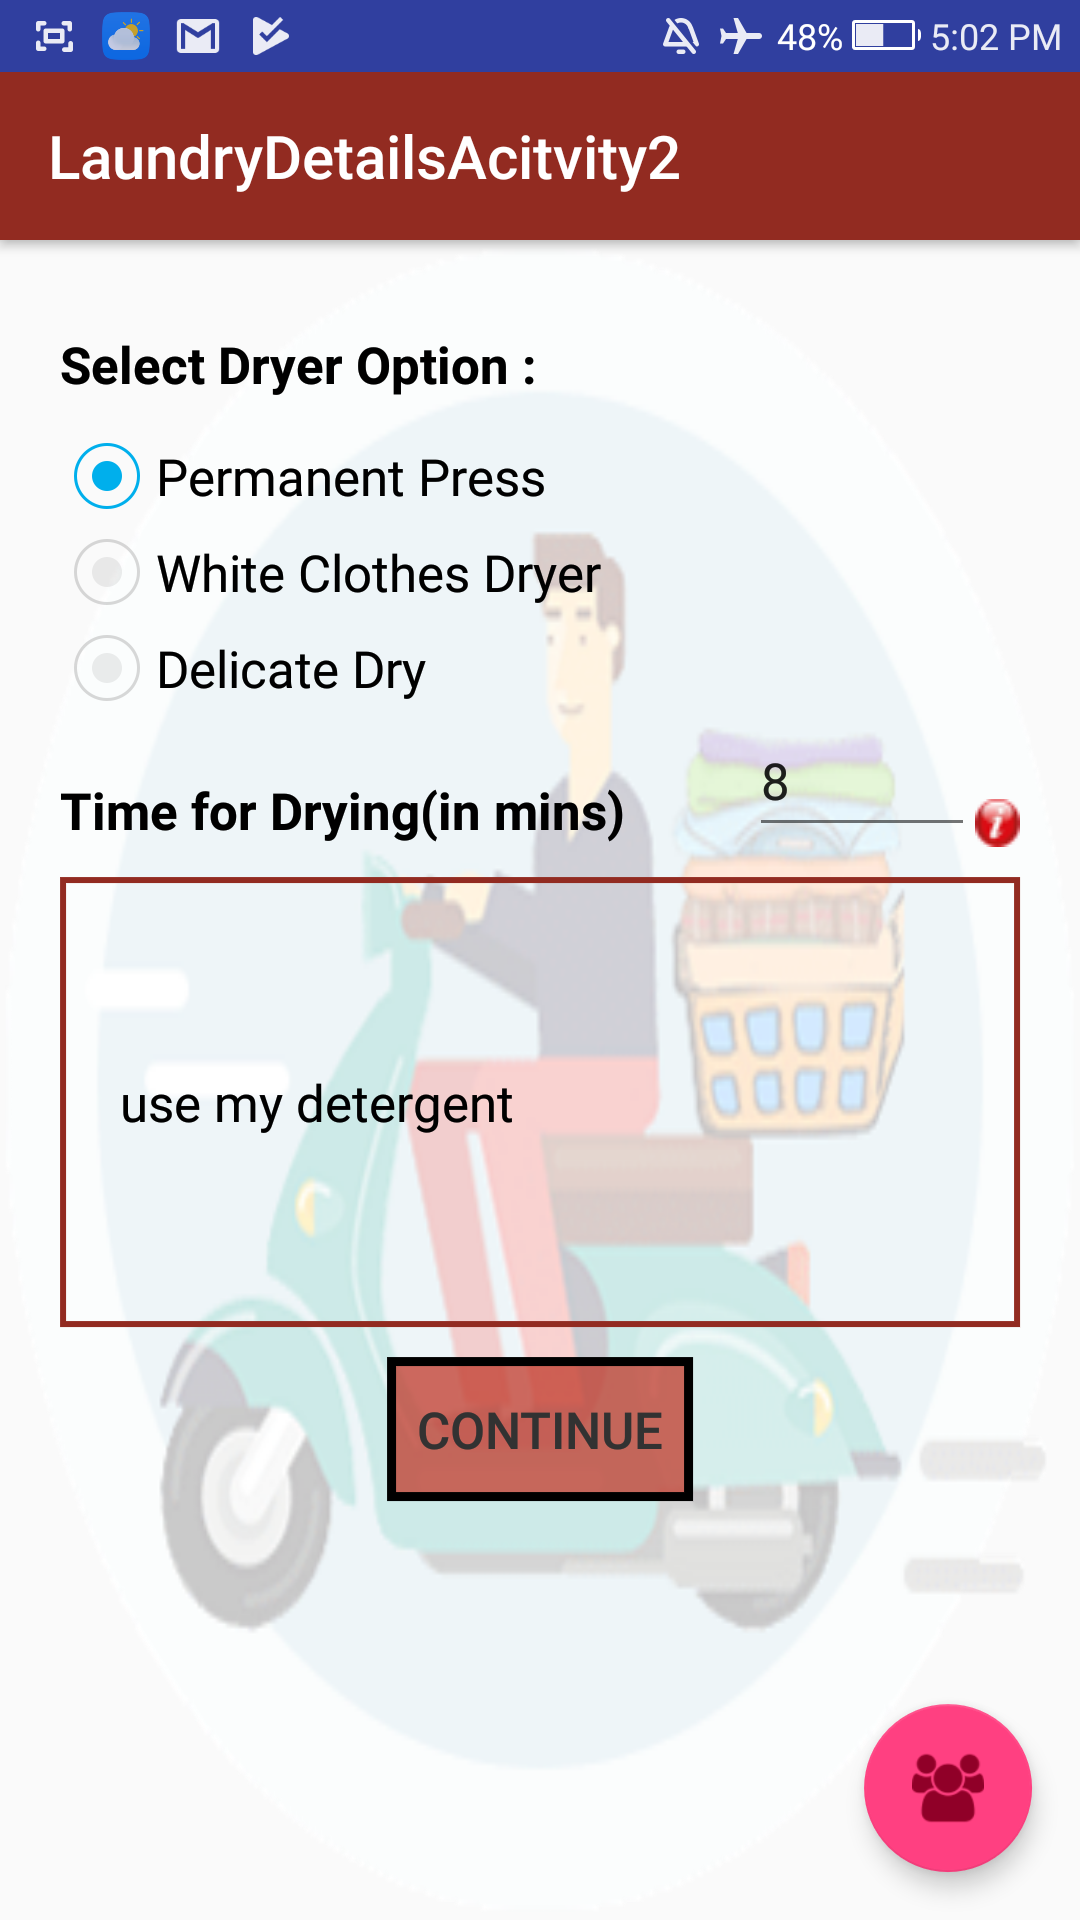 48% 5:02 PM
LaundryDetailsAcitvity2
Select Dryer Option :
Permanent Press
White Clothes Dryer
Delicate Dry
Time for Drying(in mins) 8
use my detergent
CONTINUE